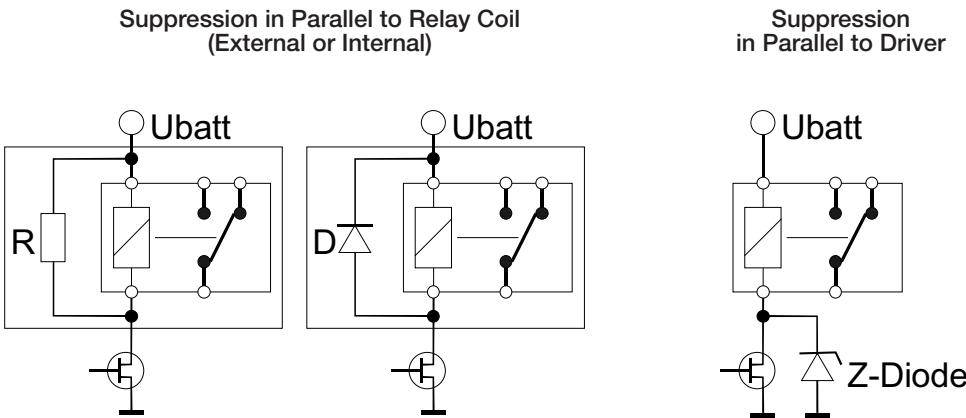 Suppression in Parallel to Relay Coil
(External or Internal)
Suppression
in Parallel to Driver
Ubatt
Ubatt
Ubatt
R
D
Z-Diode